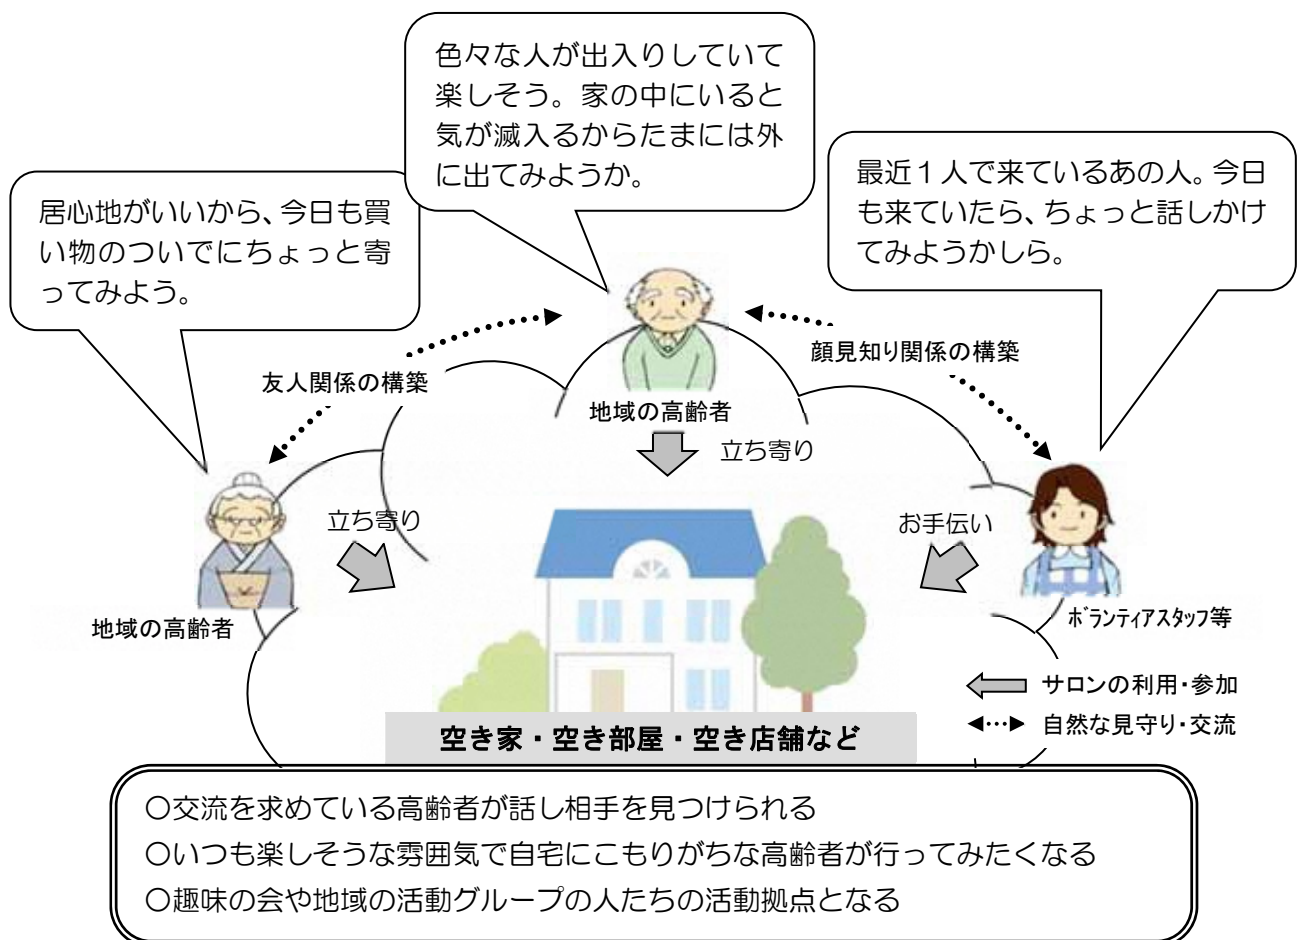 色々な人が出入りしていて
楽しそう。家の中にいると
気が滅入るからたまには外
に出てみようか。
居心地がいいから、今日も買
い物のついでにちょっと寄
ってみよう。
最近１人で来ているあの人。今日
も来ていたら、ちょっと話しかけ
てみようかしら。
友人関係の構築
顔見知り関係の構築
地域の高齢者
立ち寄り
立ち寄り
お手伝い
地域の高齢者
ﾎﾞﾗﾝﾃｨｱｽﾀｯﾌ等
サロンの利用・参加
自然な見守り・交流
空き家・空き部屋・空き店舗など
〇交流を求めている高齢者が話し相手を見つけられる
〇いつも楽しそうな雰囲気で自宅にこもりがちな高齢者が行ってみたくなる
〇趣味の会や地域の活動グループの人たちの活動拠点となる